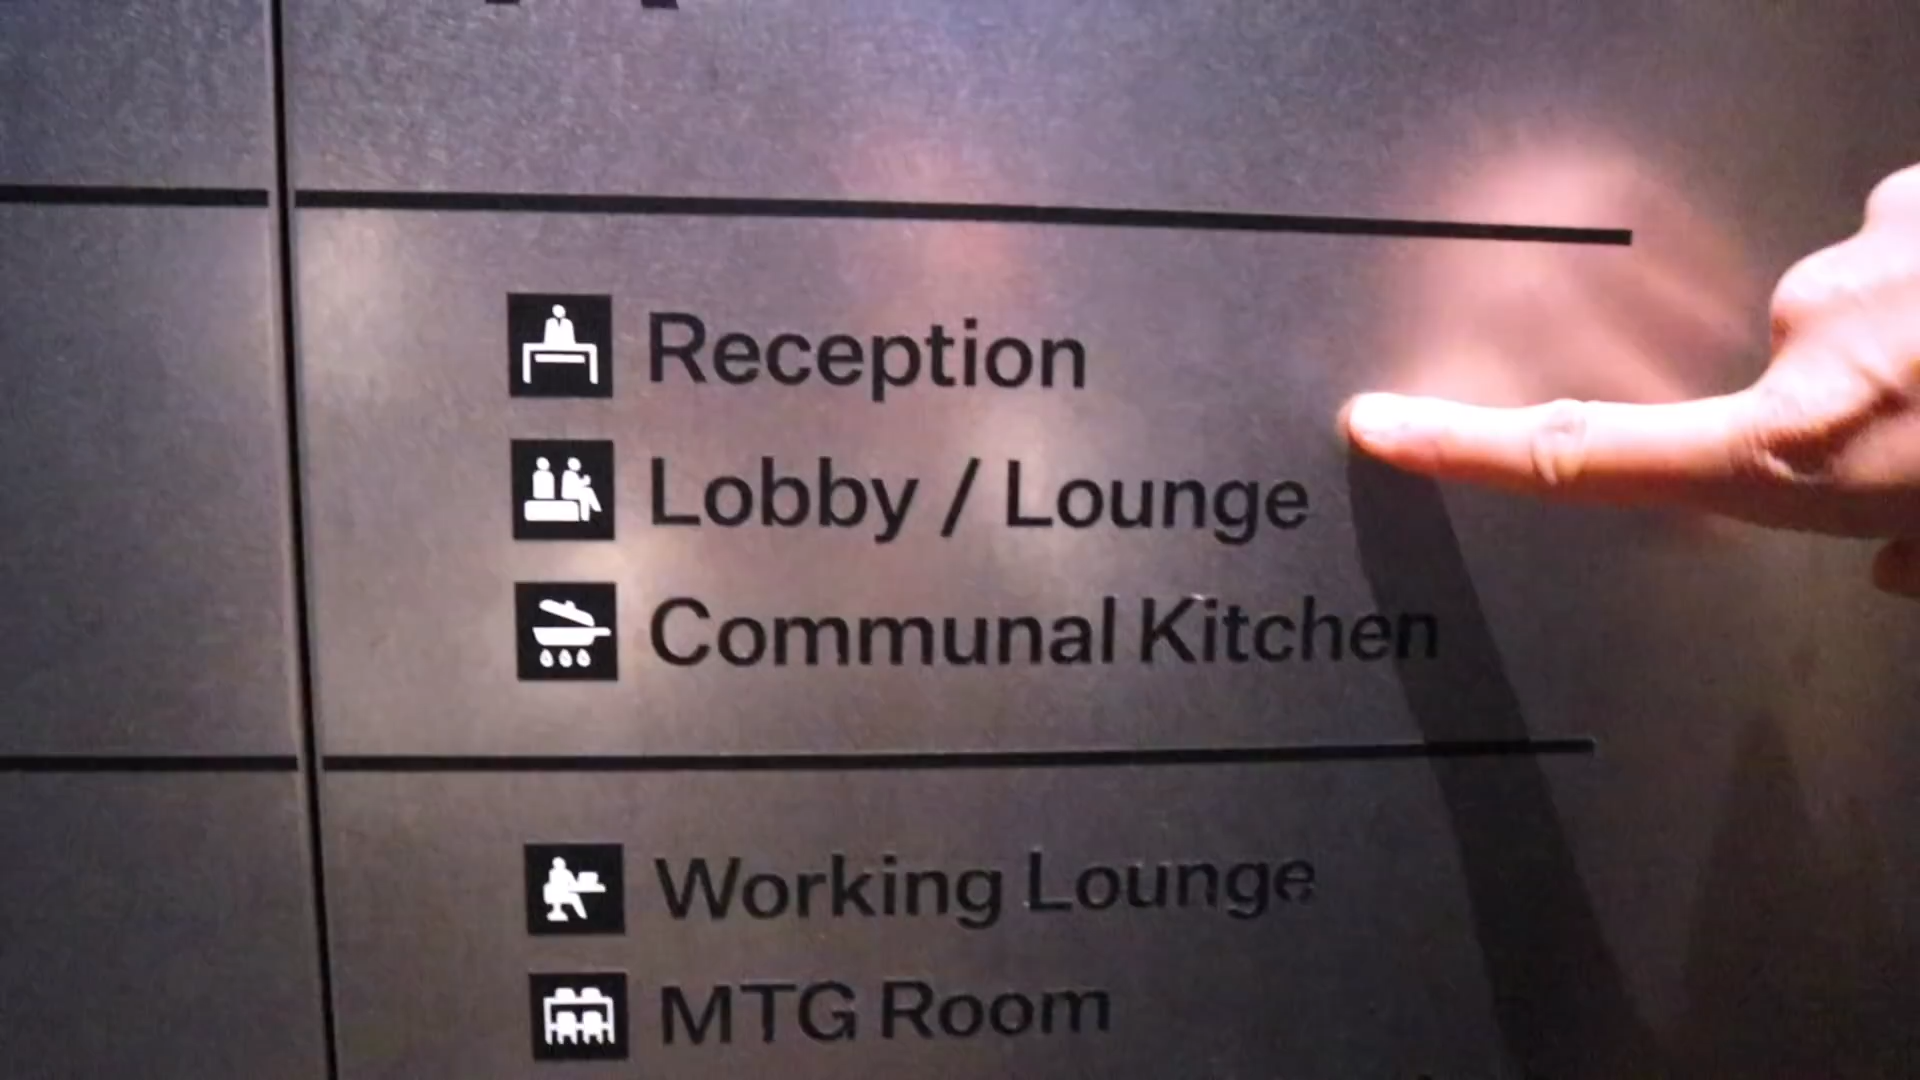 Reception
Lobby / Lounge
Communal Kitchen
Working Lounge
MTG Room